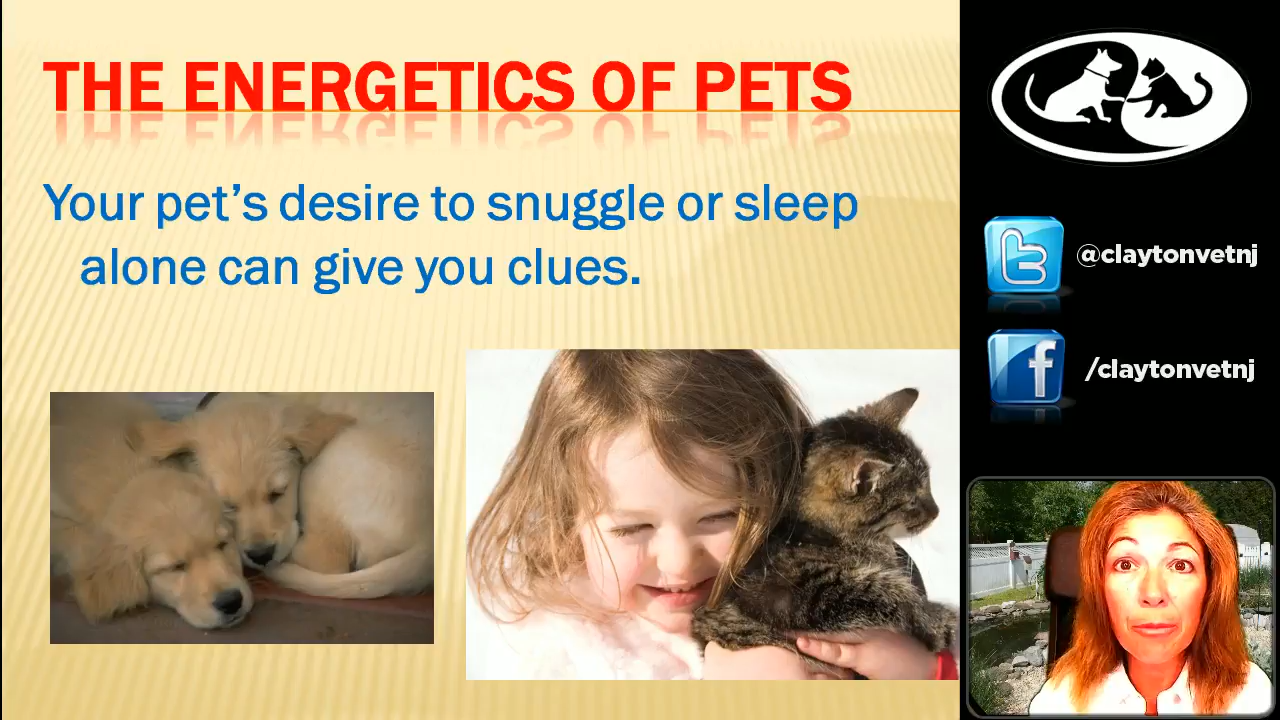 THE ENERGETICS OF PETS
Your pet’s desire to snuggle or sleep
alone can give you clues.
@claytonvetnj
/claytonvetnj